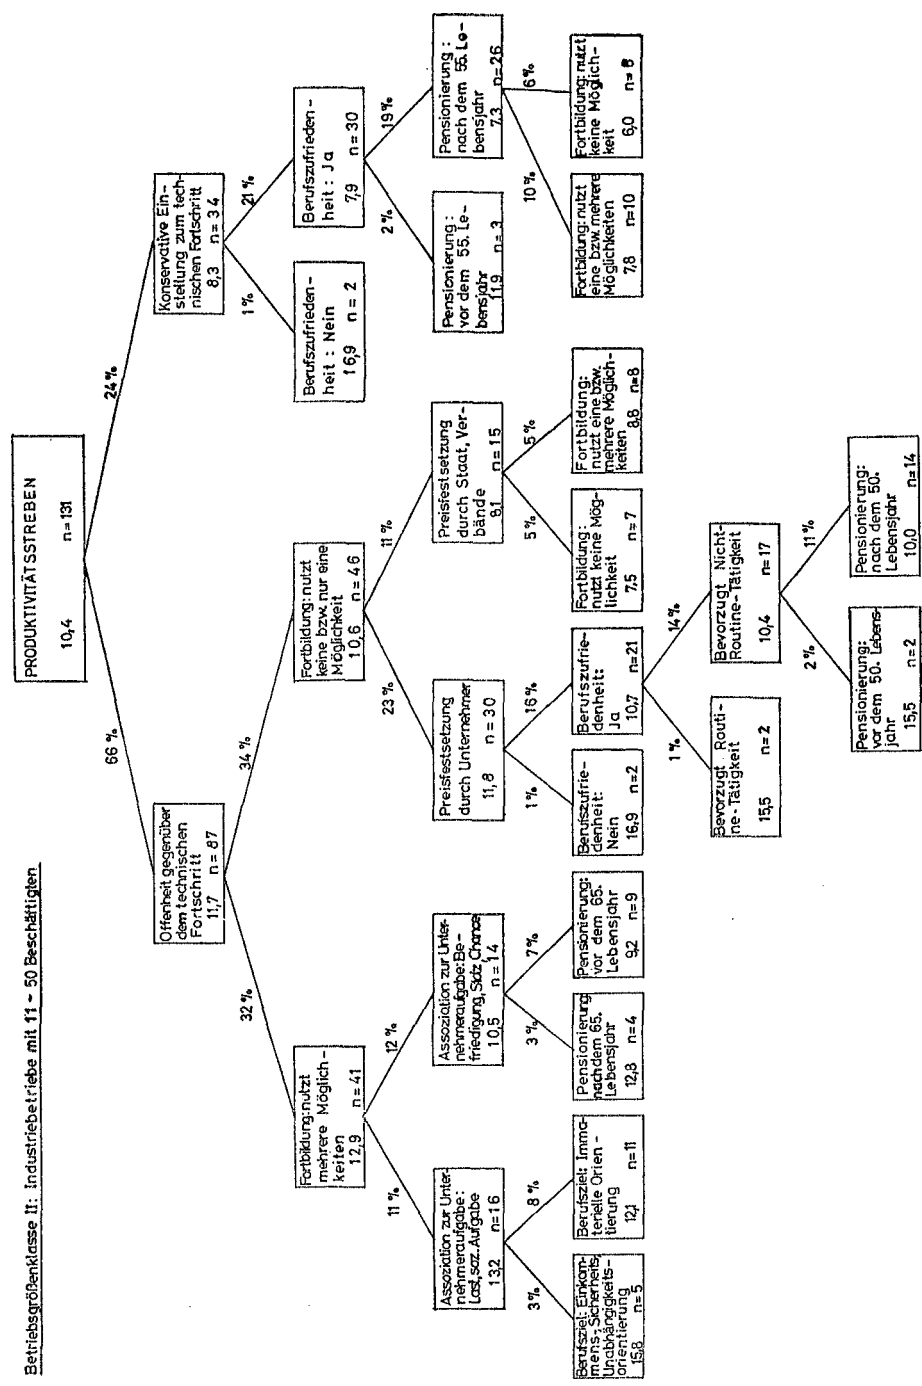 Betriebsgrößenklasse II: Industriebetriebe mit 11 - 50 Beschäftigten
PRODUKTIVITÄTSSTREBEN
10,4 n=131
66 %
24 %
Offenheit gegenüber
dem technischen
Fortschritt
11,7 n = 87
Konservative Ein-
stellung zum tech-
nischen Fortschritt
8,3 n = 34
32 %
34 %
1 %
21 %
Fortbildung: nutzt
mehrere Möglich-
keiten
12,9 n = 41
Fortbildung: nutzt
keine bzw. nur eine
Möglichkeit
10,6 n = 46
Berufszufrieden-
heit : Nein
16,9 n = 2
Berufszufrieden-
heit : Ja
7,9 n = 30
11 %
12 %
23 %
11 %
2 %
19 %
Assoziation zur Unter-
nehmeraufgabe:
Last, soz. Aufgabe
13,2 n=16
Assoziation zur Unter-
nehmeraufgabe: Be-
friedigung, Chance
10,5 n = 14
Preisfestsetzung
durch Unternehmer
11,8 n = 30
Preisfestsetzung
durch Staat, Ver-
bände
8,1 n = 15
Pensionierung :
vor dem 55. Le-
bensjahr
11,9 n = 3
Pensionierung :
nach dem 55. Le-
bensjahr
7,3 n=26
3 %
8 %
3 %
7 %
1 %
16 %
5 %
5 %
10 %
6 %
Berufsziel: Einkom-
mens-, Sicherheits,
Unabhängigkeits-
orientierung
15,8 n = 5
Berufsziel: Imma-
terielle Orien -
tierung
12,1 n = 11
Pensionierung:
nach dem 65.
Lebensjahr
12,8 n = 4
Pensionierung:
vor dem 65.
Lebensjahr
9,2 n = 9
Berufszufrie-
denheit:
Nein
16,9 n = 2
Berufszufrie-
denheit:
Ja
10,7 n=21
Fortbildung:
nutzt keine Mög-
lichkeit
7,5 n = 7
Fortbildung:
nutzt eine bzw.
mehrere Möglich-
keiten
8,8 n=8
Fortbildung: nutzt
eine bzw. mehrere
Möglichkeiten
7,8 n=10
Fortbildung: nutzt
keine Möglich-
keit
6,0 n = 8
1 %
14 %
Bevorzugt Routi-
ne-Tätigkeit
15,5 n = 2
Bevorzugt Nicht-
Routine-Tätigkeit
10,4 n = 17
2 %
11 %
Pensionierung:
vor dem 50. Lebens-
jahr
15,5 n = 2
Pensionierung:
nach dem 50.
Lebensjahr
10,0 n = 14